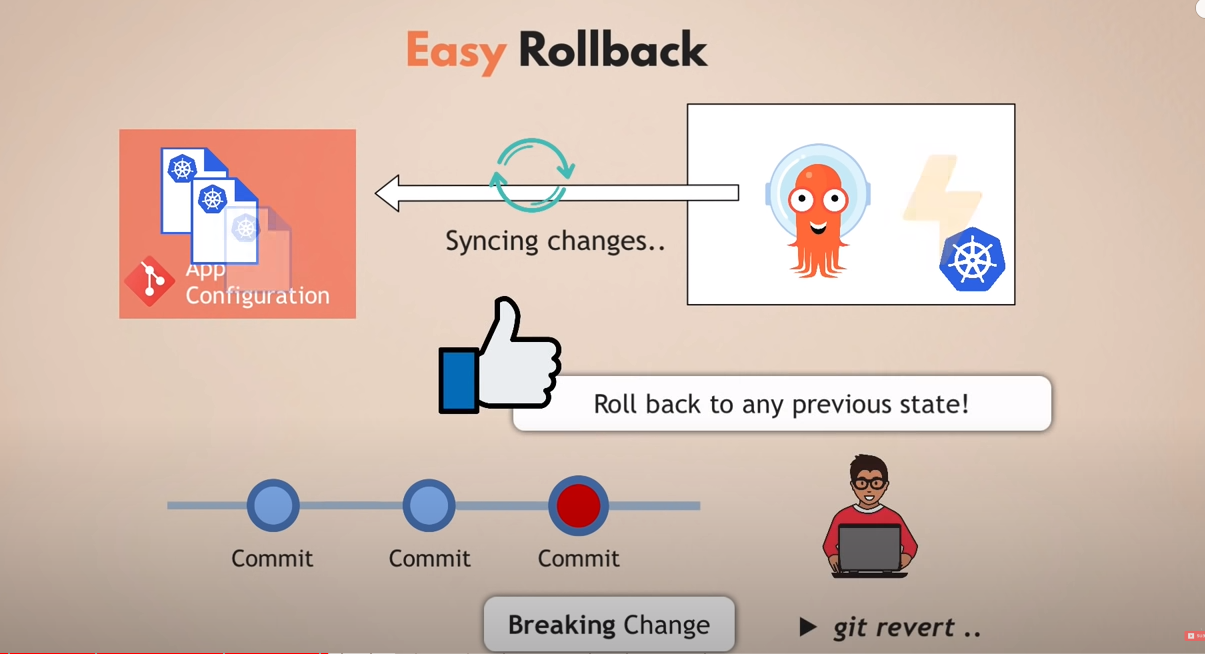 Easy Rollback
Syncing changes..
App
Configuration
Roll back to any previous state!
Commit
Commit
Commit
Breaking Change
git revert ..